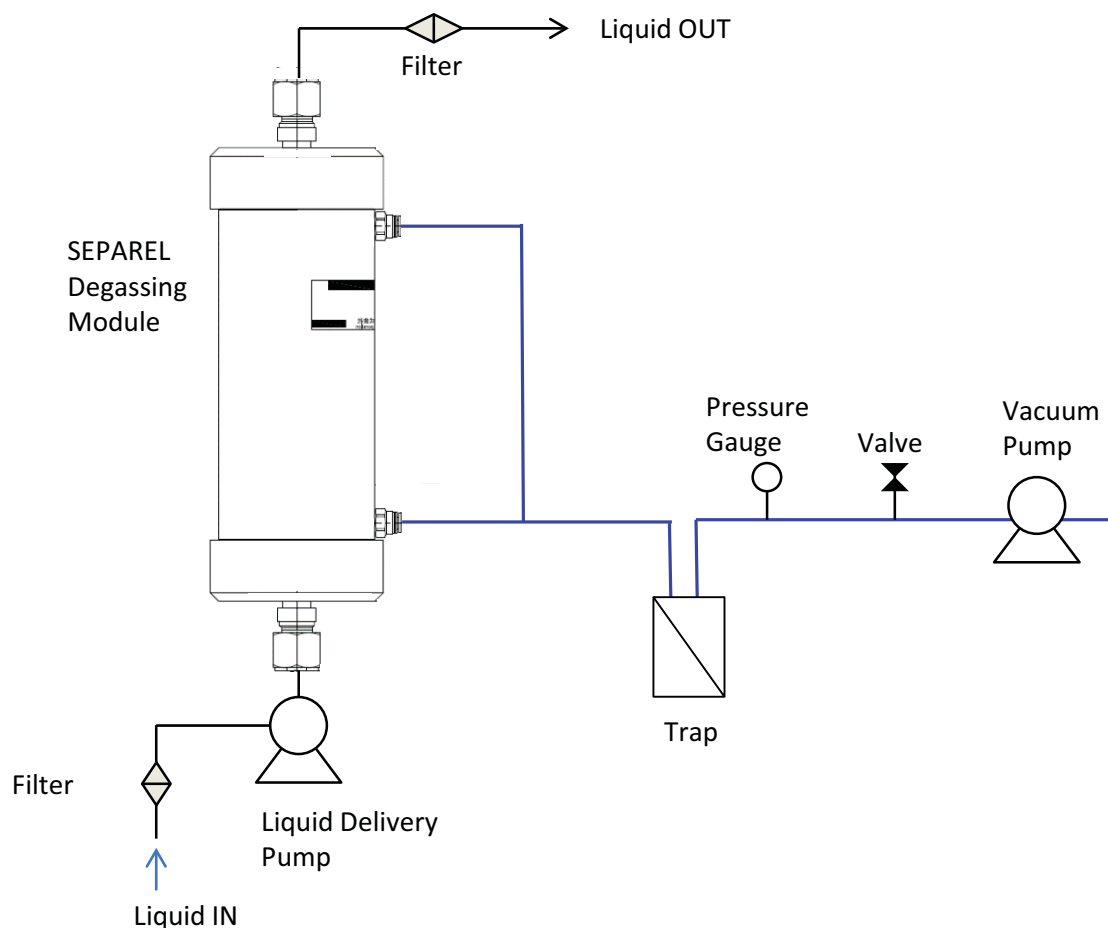 Liquid OUT
Filter
SEPAREL
Degassing
Module
Pressure
Gauge
Valve
Vacuum
Pump
Trap
Filter
Liquid Delivery
Pump
Liquid IN